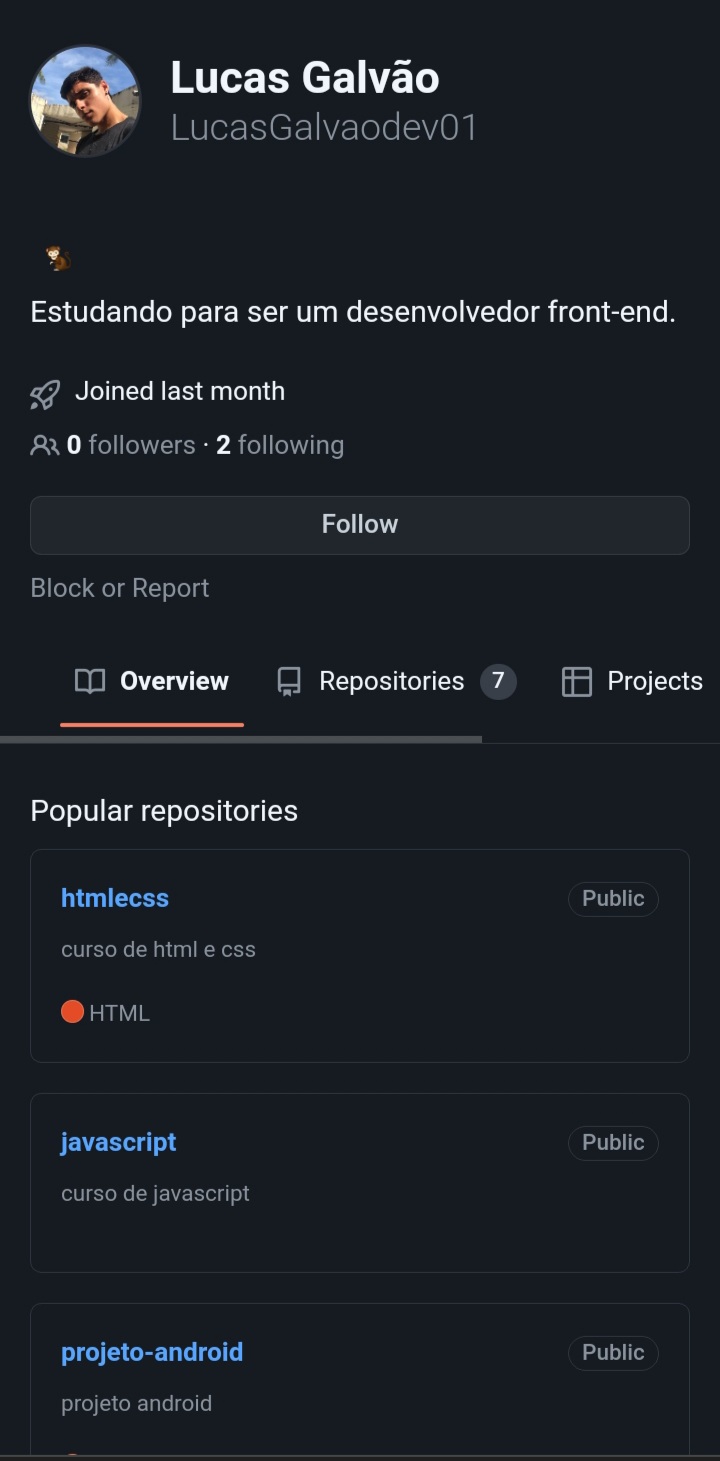 Lucas Galvão
LucasGalvaodev01
Estudando para ser um desenvolvedor front-end.
Joined last month
0 followers · 2 following
Follow
Block or Report
Overview Repositories 7 Projects
Popular repositories
htmlecss Public
curso de html e css
HTML
javascript Public
curso de javascript
projeto-android Public
projeto android